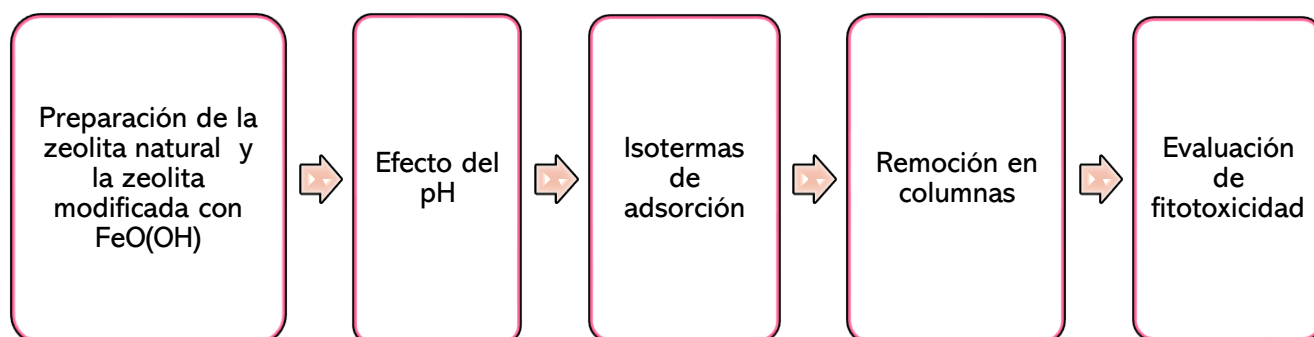 Preparación de la
zeolita natural y
la zeolita
modificada con
FeO(OH)
Efecto del
pH
Isotermas
de
adsorción
Remoción en
columnas
Evaluación
de
fitotoxicidad